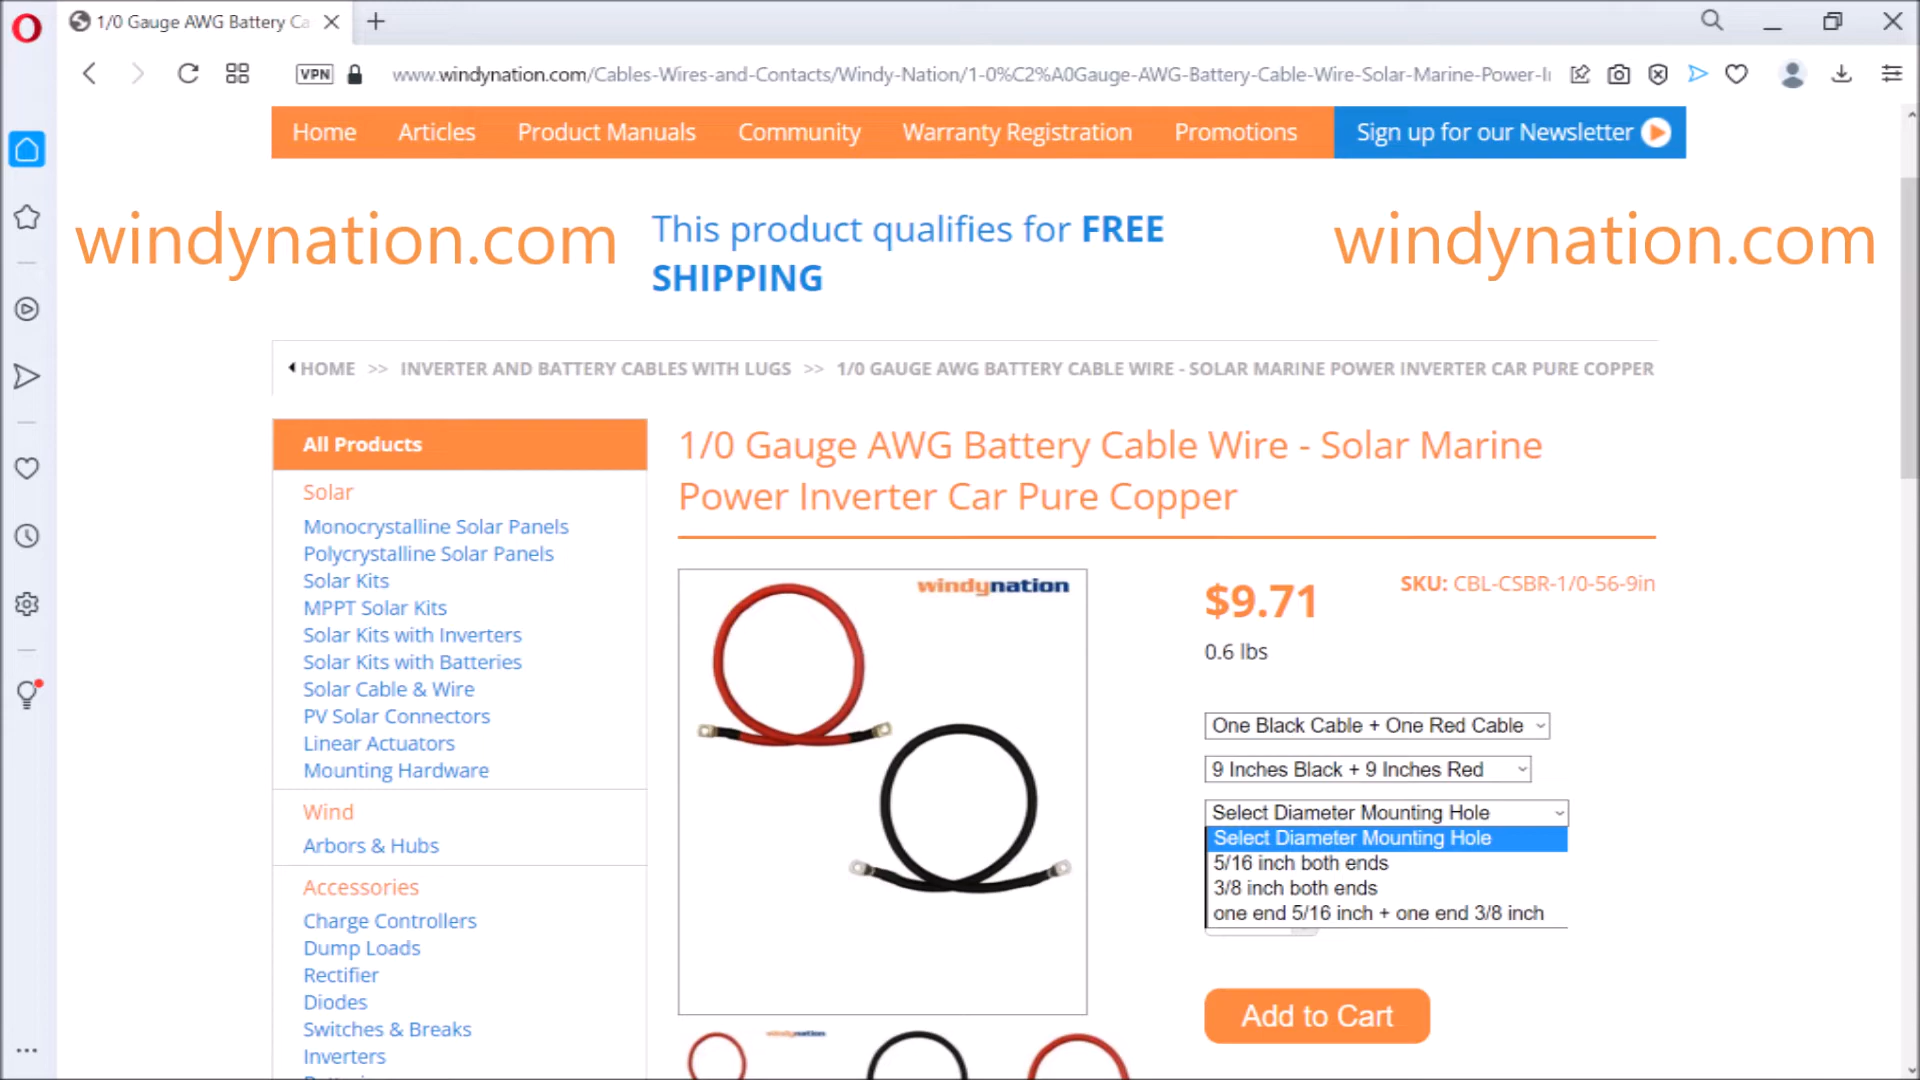 1/0 Gauge AWG Battery Ca
VPN
www.windynation.com/Cables-Wires-and-Contacts/Windy-Nation/1-0%C2%A0Gauge-AWG-Battery-Cable-Wire-Solar-Marine-Power-I
Home Articles Product Manuals Community Warranty Registration Promotions Sign up for our Newsletter
windynation.com
This product qualifies for FREE
SHIPPING
windynation.com
HOME >> INVERTER AND BATTERY CABLES WITH LUGS >> 1/0 GAUGE AWG BATTERY CABLE WIRE - SOLAR MARINE POWER INVERTER CAR PURE COPPER
All Products
Solar
Monocrystalline Solar Panels
Polycrystalline Solar Panels
Solar Kits
MPPT Solar Kits
Solar Kits with Inverters
Solar Kits with Batteries
Solar Cable & Wire
PV Solar Connectors
Linear Actuators
Mounting Hardware
Wind
Arbors & Hubs
Accessories
Charge Controllers
Dump Loads
Rectifier
Diodes
Switches & Breaks
Inverters
1/0 Gauge AWG Battery Cable Wire - Solar Marine
Power Inverter Car Pure Copper
windynation
$9.71
SKU: CBL-CSBR-1/0-56-9in
0.6 lbs
One Black Cable + One Red Cable
9 Inches Black + 9 Inches Red
Select Diameter Mounting Hole
Select Diameter Mounting Hole
5/16 inch both ends
3/8 inch both ends
one end 5/16 inch + one end 3/8 inch
Add to Cart
windynation